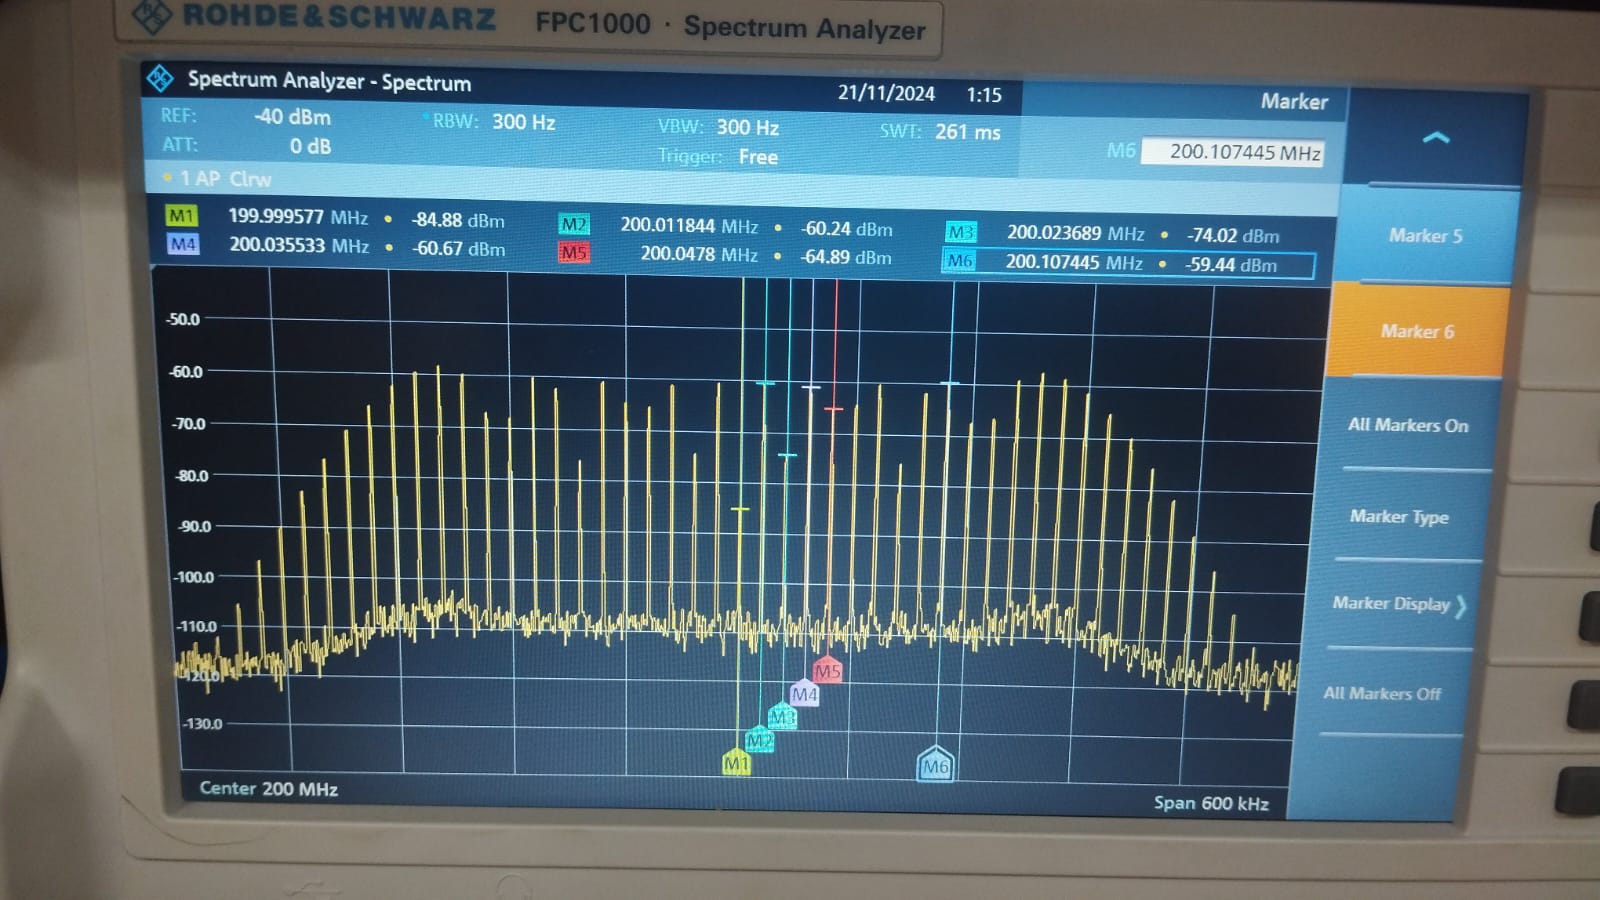 ROHDE&SCHWARZ FPC1000 · Spectrum Analyzer
Spectrum Analyzer - Spectrum 21/11/2024 1:15 Marker
REF: -40 dBm RBW: 300 Hz VBW: 300 Hz SWT: 261 ms
ATT: 0 dB Trigger: Free M6 200.107445 MHz
1 AP Clrw
M1 199.999577 MHz -84.88 dBm M2 200.011844 MHz -60.24 dBm M3 200.023689 MHz -74.02 dBm
M4 200.035533 MHz -60.67 dBm M5 200.0478 MHz -64.89 dBm M6 200.107445 MHz -59.44 dBm
-50.0
-60.0
-70.0
-80.0
-90.0
-100.0
-110.0
-120.0
-130.0
M5
M4
M3
M2
M1 M6
Center 200 MHz Span 600 kHz
Marker 5
Marker 6
All Markers On
Marker Type
Marker Display
All Markers Off